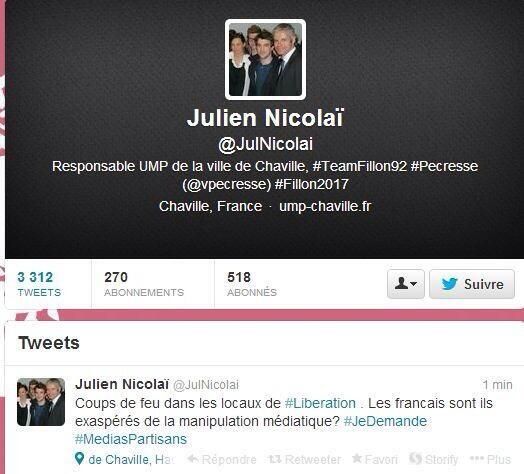 Julien Nicolaï
@JulNicolai
Responsable UMP de la ville de Chaville, #TeamFillon92 #Pecresse
(@vpecresse) #Fillon2017
Chaville, France · ump-chaville.fr
3 312
TWEETS
270
ABONNEMENTS
518
ABONNÉS
Suivre
Tweets
Julien Nicolaï @JulNicolai 1 min
Coups de feu dans les locaux de #Liberation . Les francais sont ils
exaspérés de la manipulation médiatique? #JeDemande
#MediasPartisans
de Chaville, Hau Répondre Retweeter Favori Storify Plus